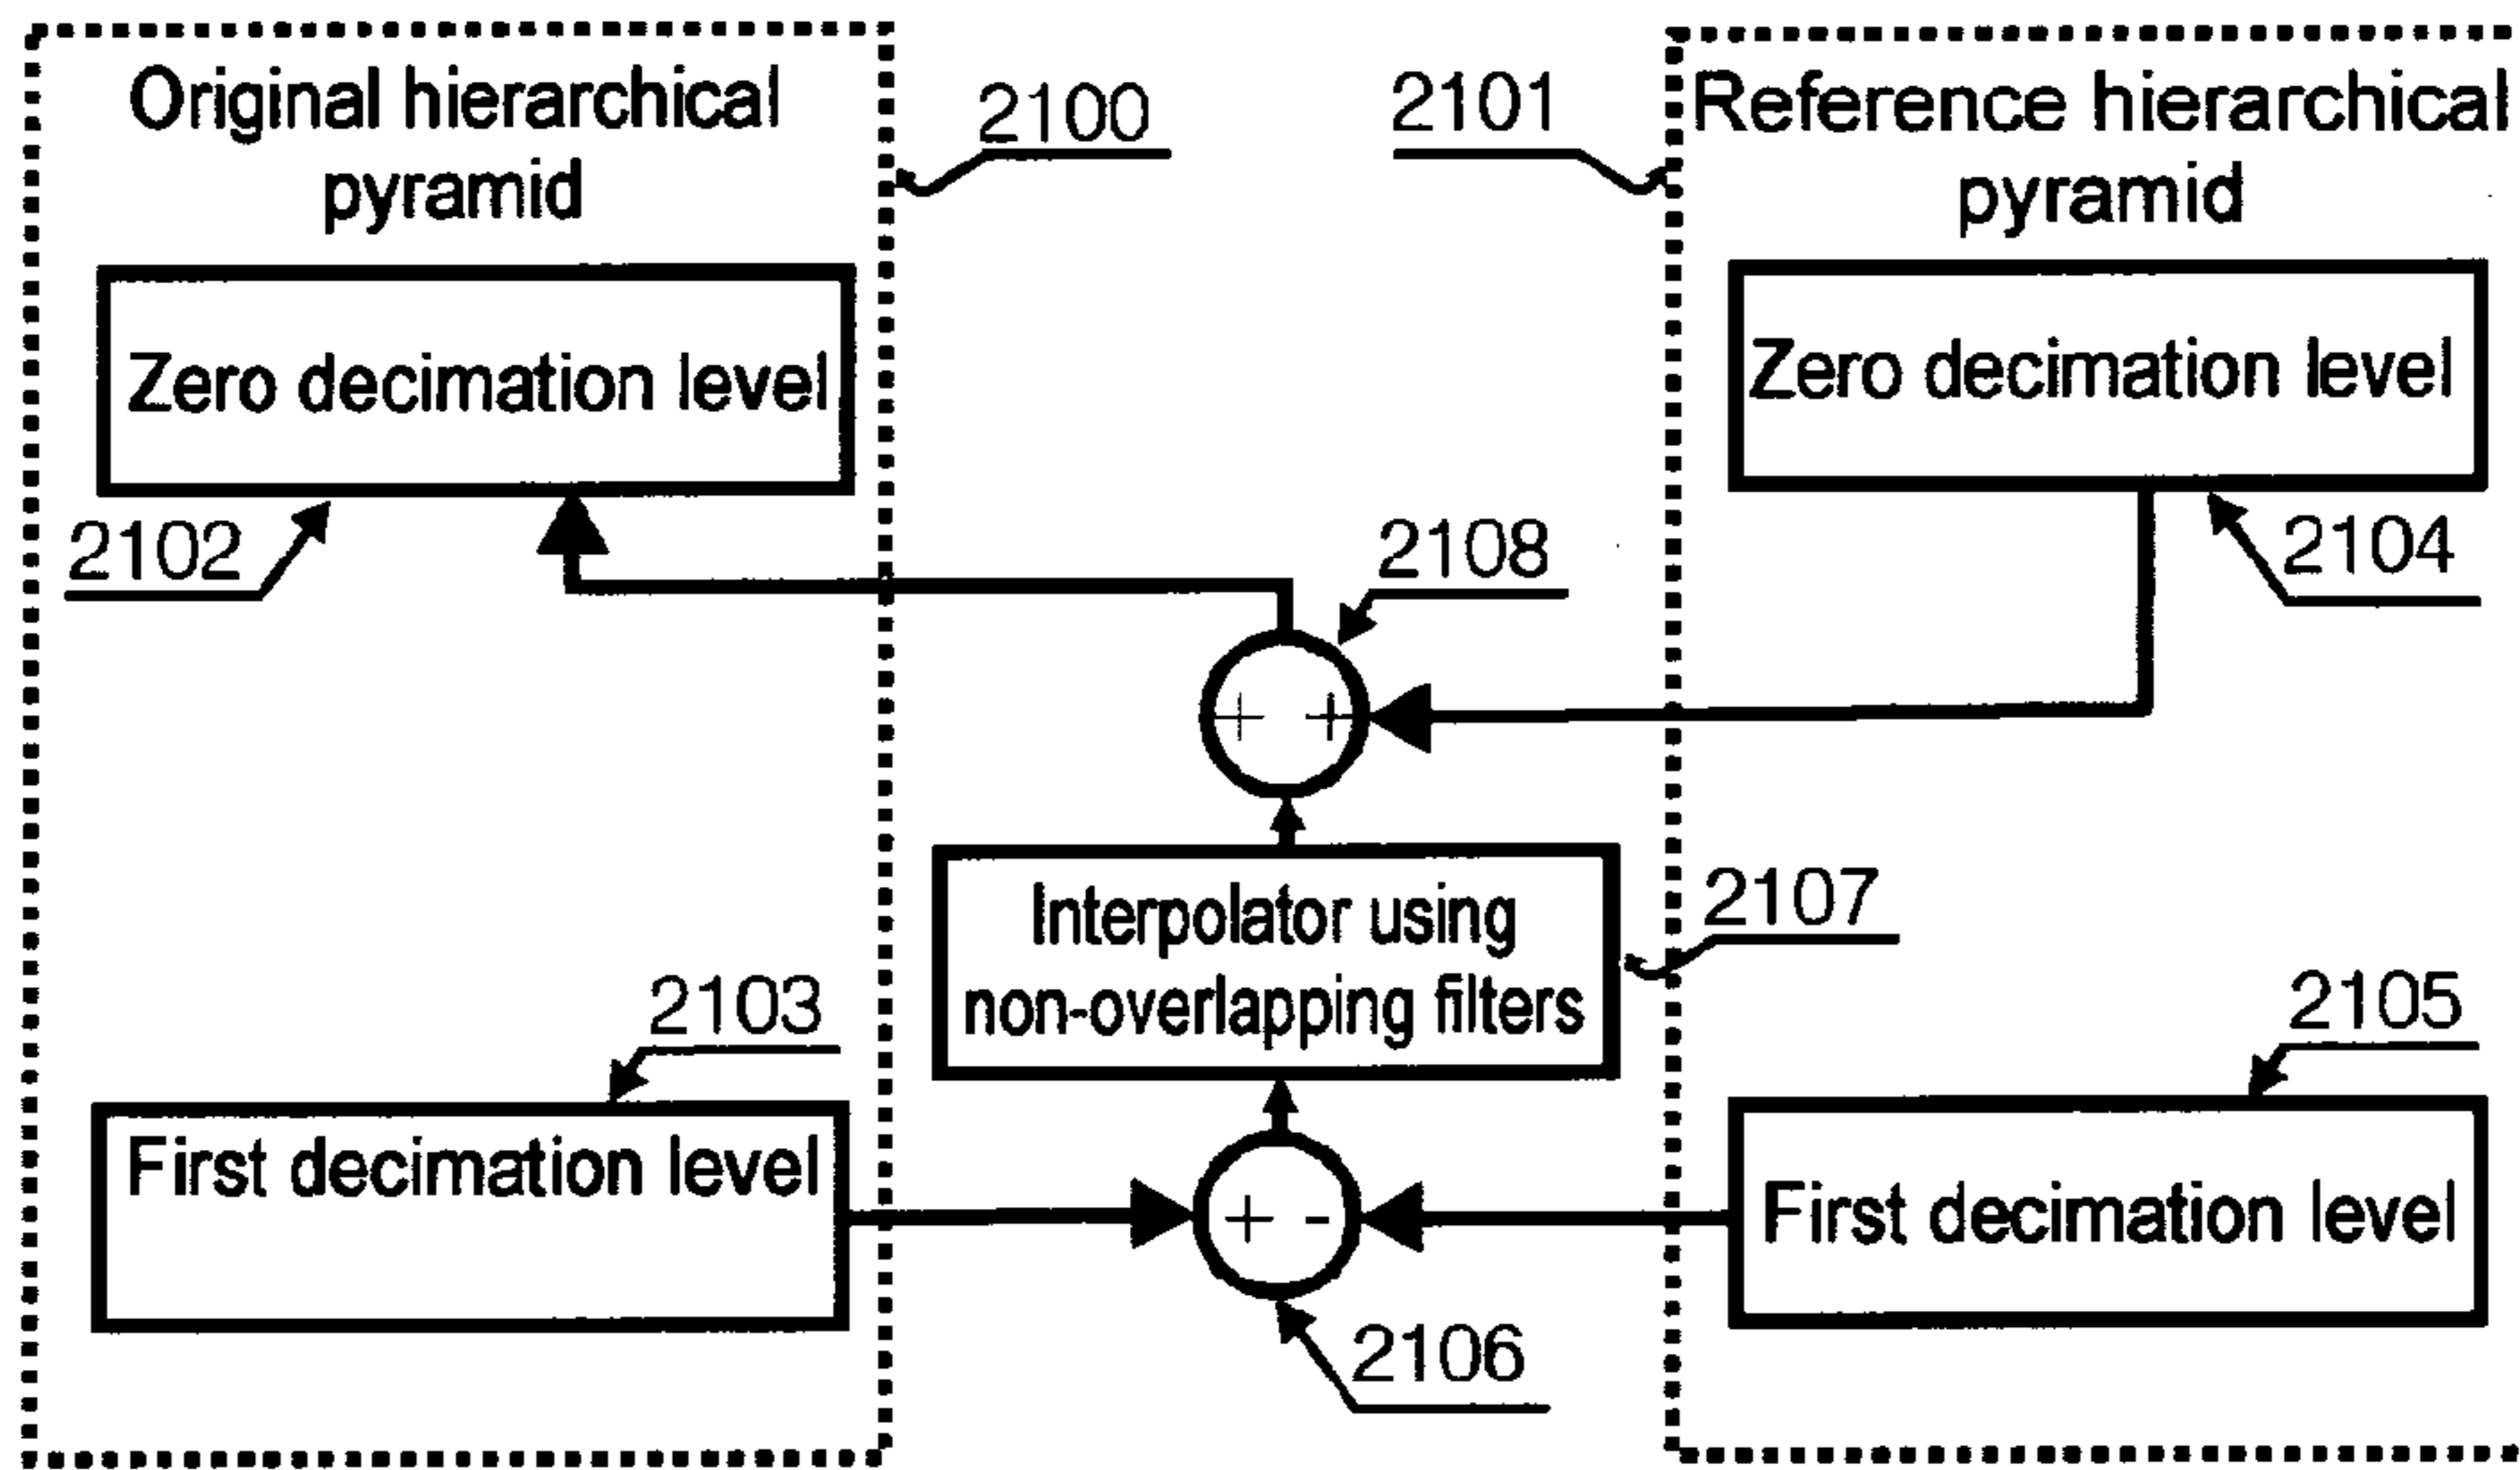 Original hierarchical
pyramid
2100
2101
Reference hierarchical
pyramid
Zero decimation level
Zero decimation level
2102
2108
2104
+ +
Interpolator using
non-overlapping filters
2107
2103
2105
First decimation level
+ -
First decimation level
2106